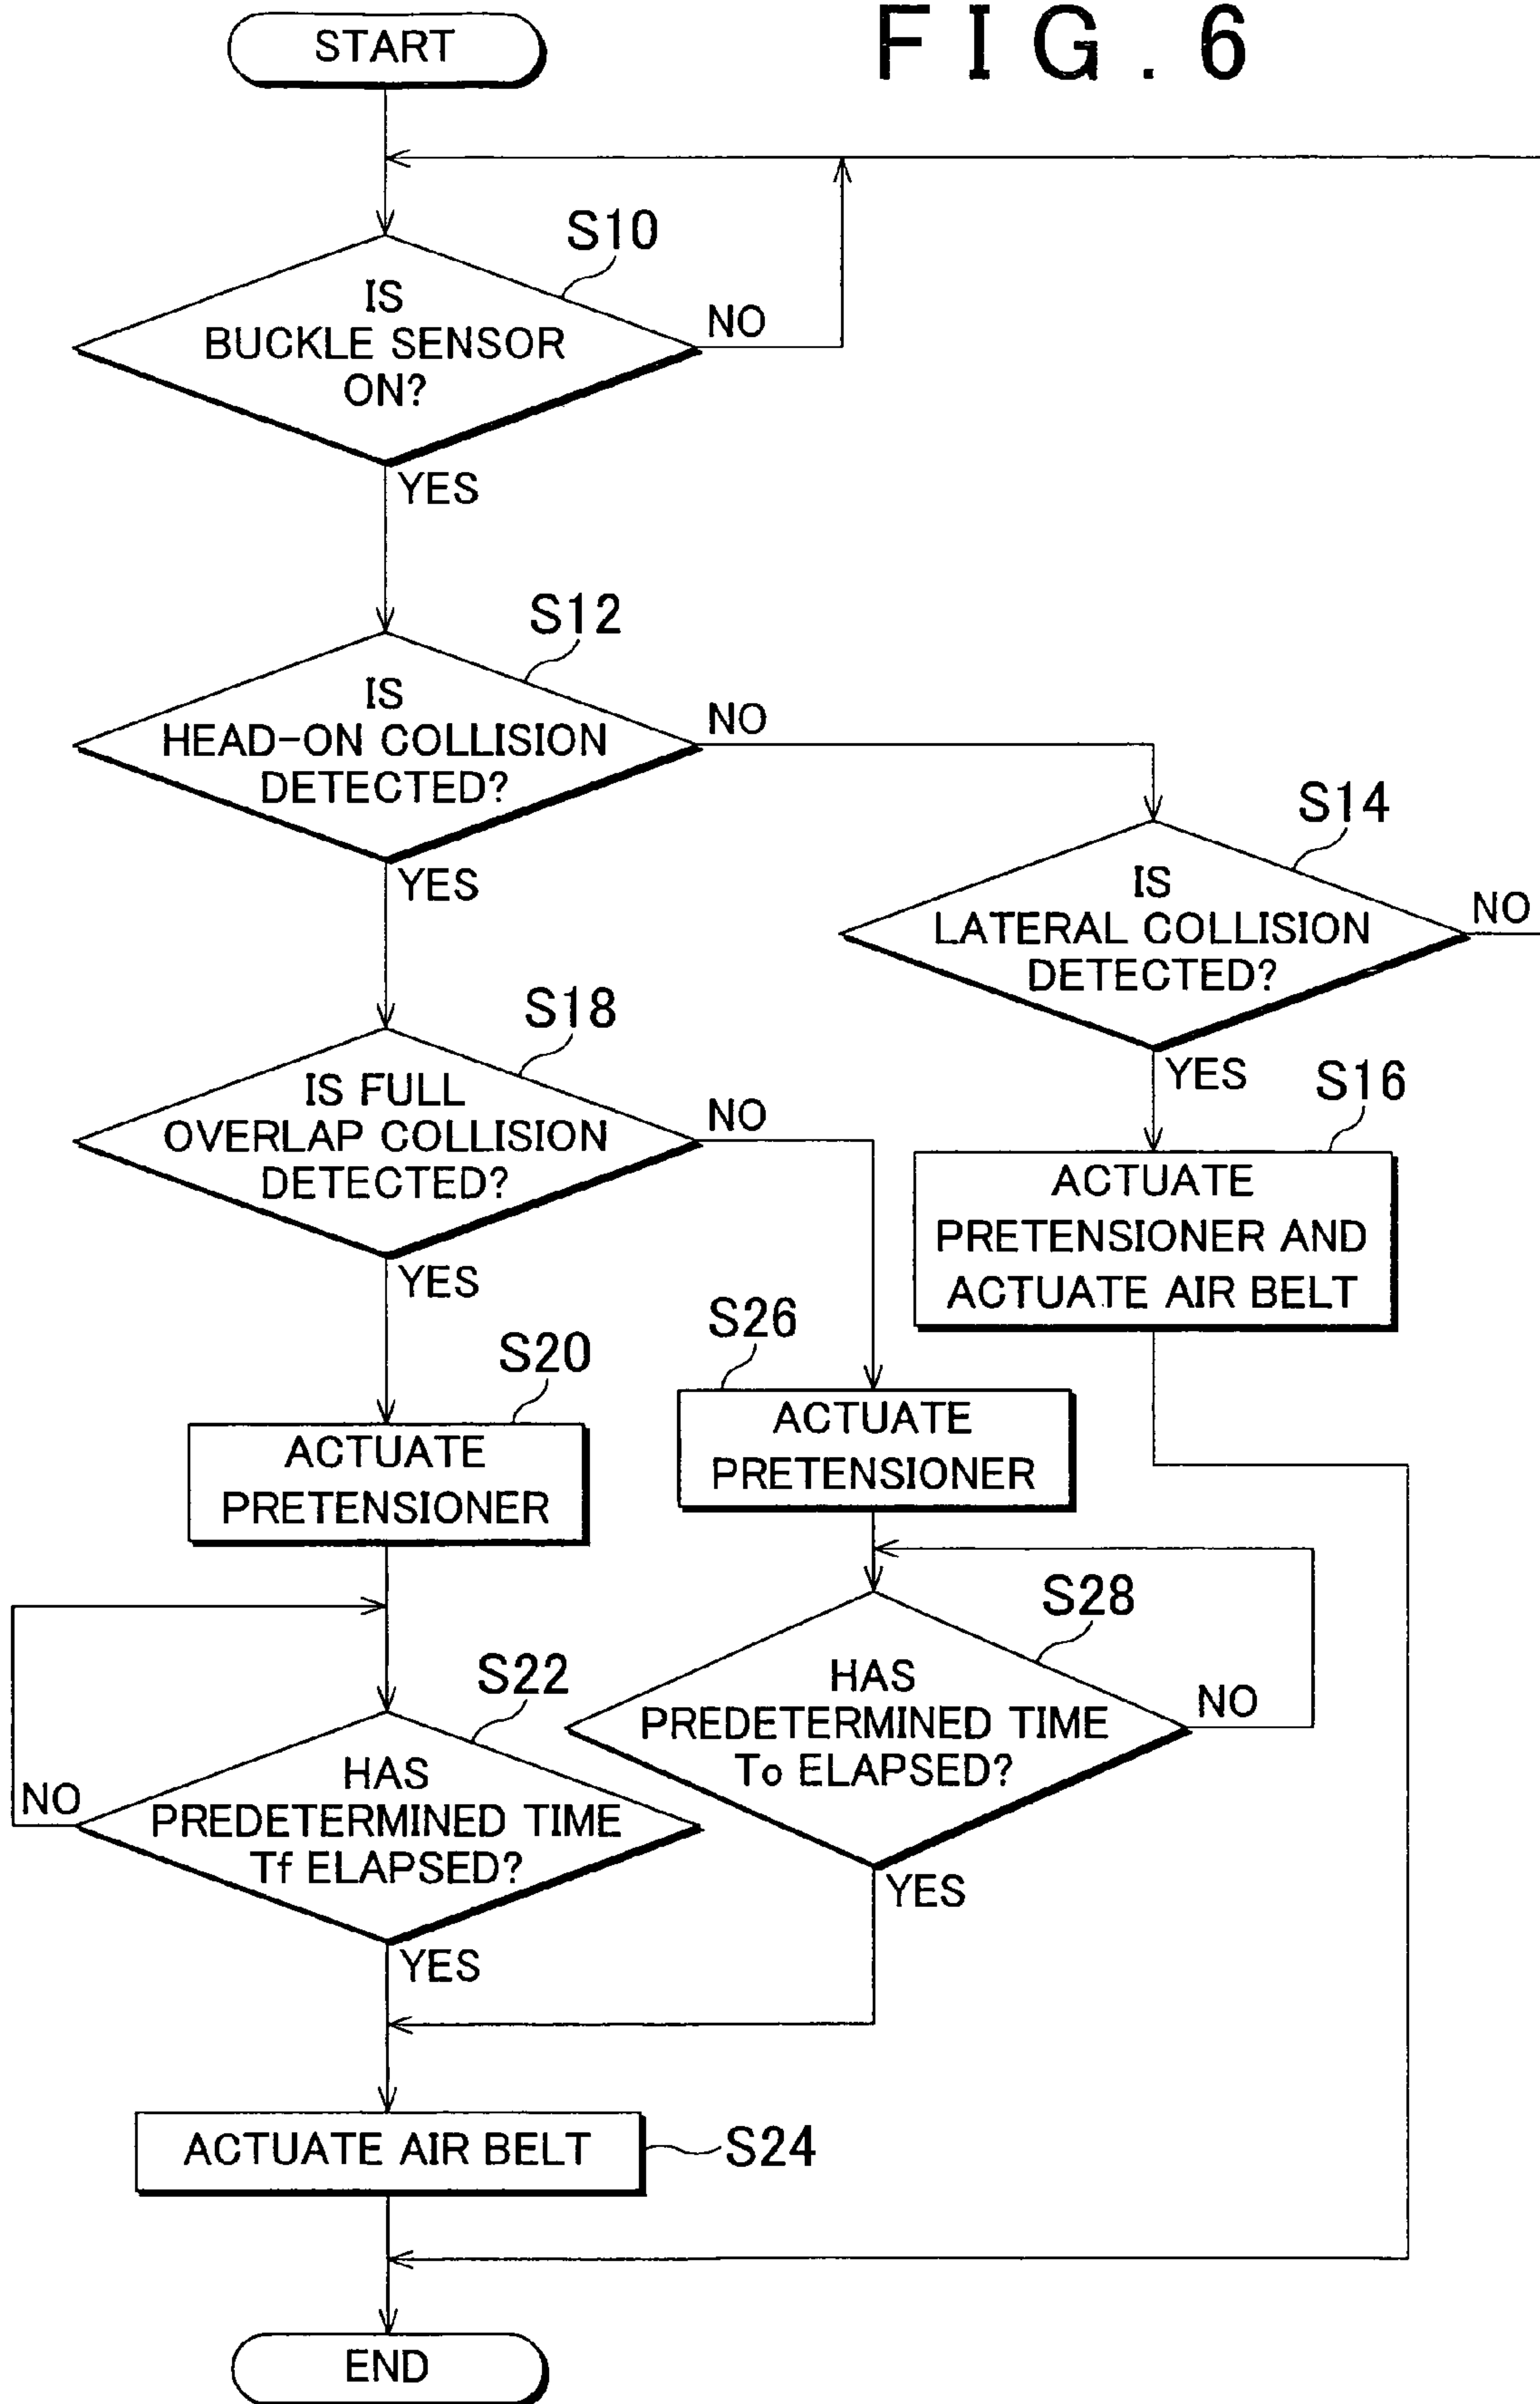 FIG. 6
START
S10
IS
BUCKLE SENSOR
ON?
NO
YES
S12
IS
HEAD-ON COLLISION
DETECTED?
NO
YES
S14
IS
LATERAL COLLISION
DETECTED?
NO
YES
S16
ACTUATE
PRETENSIONER AND
ACTUATE AIR BELT
S18
IS FULL
OVERLAP COLLISION
DETECTED?
NO
YES
S20
ACTUATE
PRETENSIONER
S26
ACTUATE
PRETENSIONER
S22
HAS
PREDETERMINED TIME
Tf ELAPSED?
NO
YES
S28
HAS
PREDETERMINED TIME
To ELAPSED?
NO
YES
ACTUATE AIR BELT
S24
END